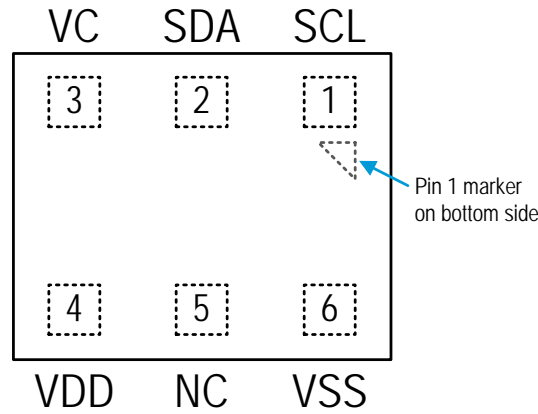 VC SDA SCL
3 2 1
Pin 1 marker
on bottom side
4 5 6
VDD NC VSS